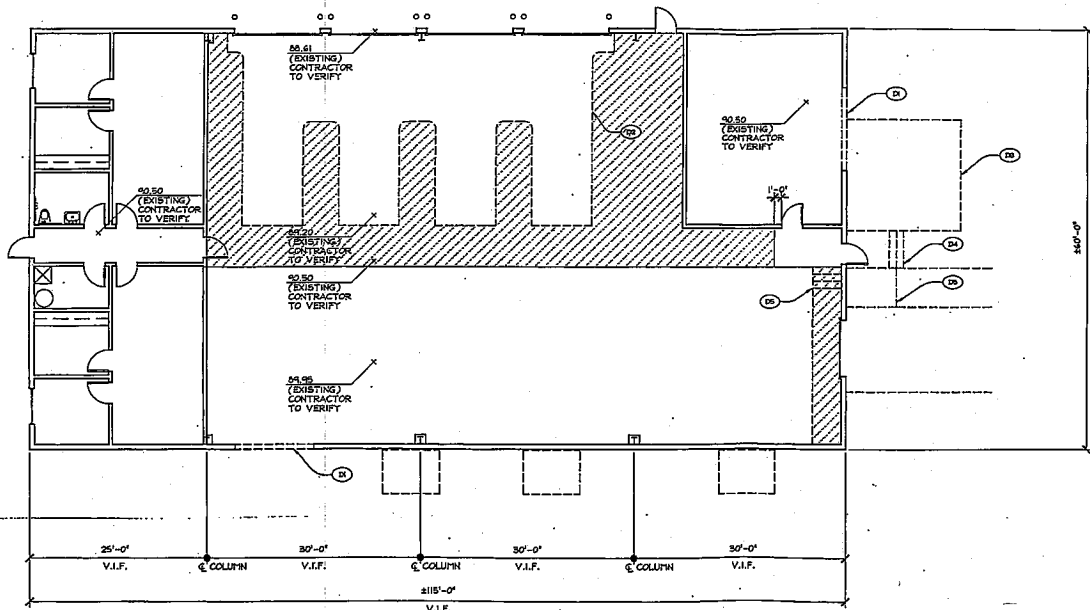 88.61
(EXISTING)
CONTRACTOR
TO VERIFY
D1
D2
90.50
(EXISTING)
CONTRACTOR
TO VERIFY
D3
90.50
(EXISTING)
CONTRACTOR
TO VERIFY
1'-0"
±60'-0"
89.20
(EXISTING)
CONTRACTOR
TO VERIFY
D4
90.50
(EXISTING)
CONTRACTOR
TO VERIFY
D5
89.95
(EXISTING)
CONTRACTOR
TO VERIFY
D1
25'-0" 30'-0" 30'-0" 30'-0"
V.I.F. ℄ COLUMN V.I.F. ℄ COLUMN V.I.F. ℄ COLUMN V.I.F.
±115'-0"
V.I.F.